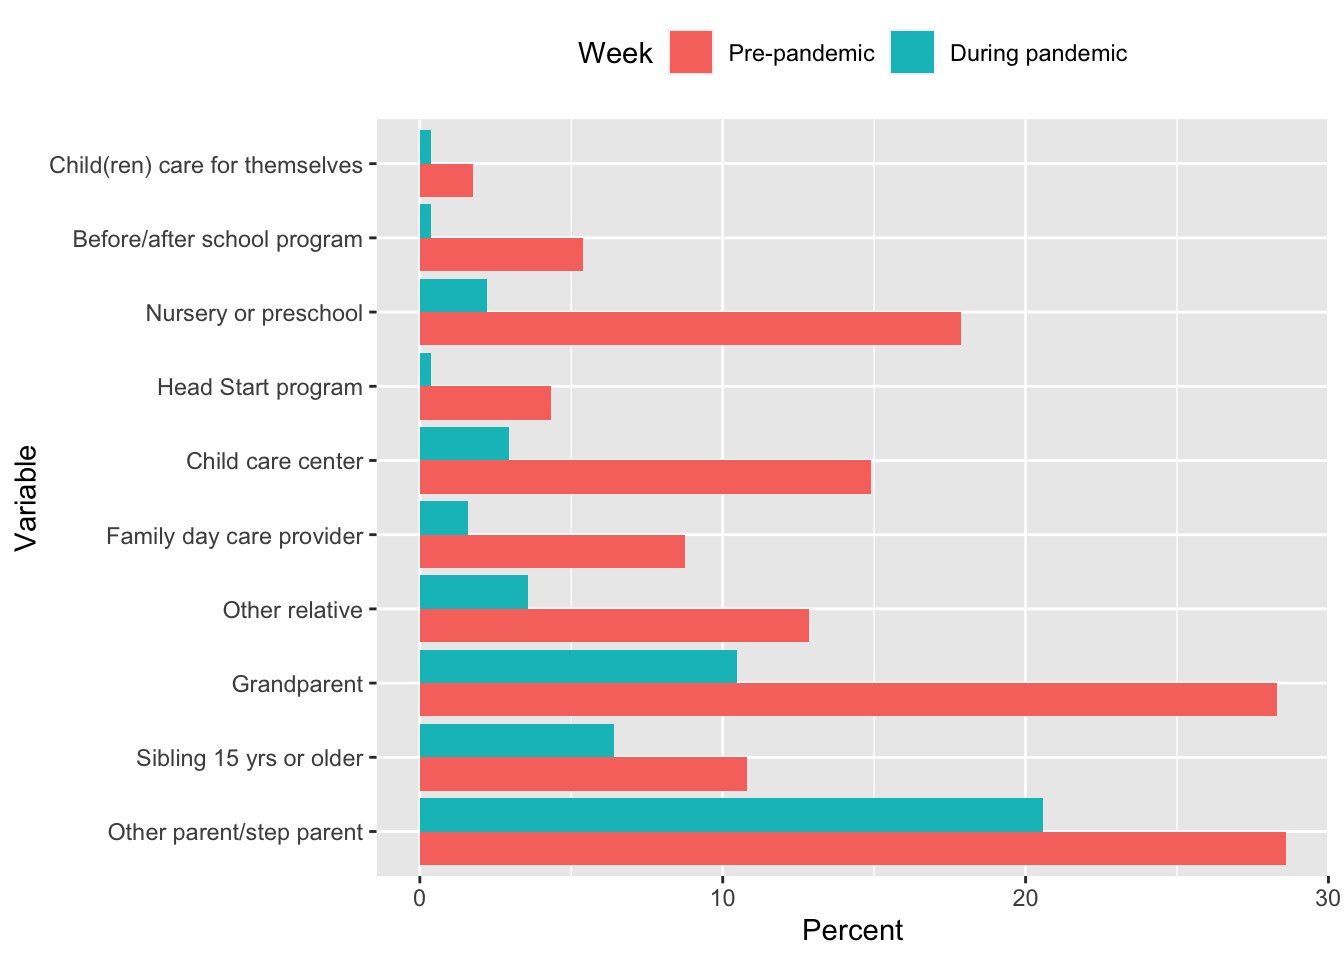 Week Pre-pandemic During pandemic
Child(ren) care for themselves
Before/after school program
Nursery or preschool
Head Start program
Child care center
Family day care provider
Other relative
Grandparent
Sibling 15 yrs or older
Other parent/step parent
Variable
0 10 20 30
Percent